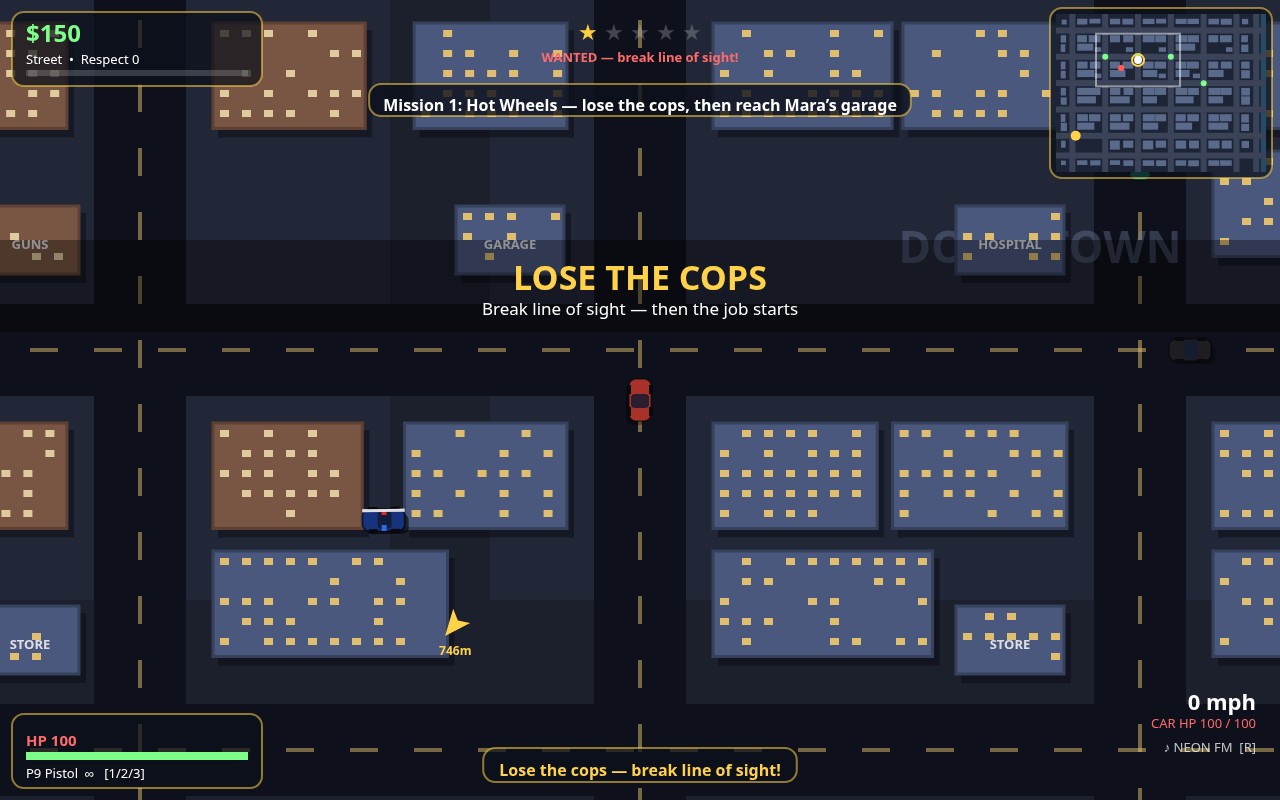 $150
Street • Respect 0
WANTED — break line of sight!
Mission 1: Hot Wheels — lose the cops, then reach Mara’s garage
GUNS
GARAGE
HOSPITAL
LOSE THE COPS
Break line of sight — then the job starts
STORE
746m
STORE
0 mph
CAR HP 100 / 100
♪ NEON FM [R]
HP 100
P9 Pistol ∞ [1/2/3]
Lose the cops — break line of sight!